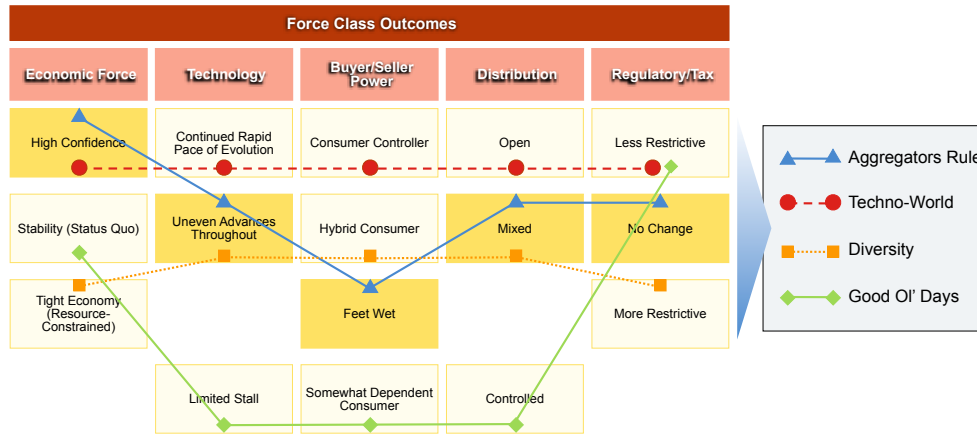 Force Class Outcomes
Economic Force
Technology
Buyer/Seller
Power
Distribution
Regulatory/Tax
High Confidence
Continued Rapid
Pace of Evolution
Consumer Controller
Open
Less Restrictive
Stability (Status Quo)
Uneven Advances
Throughout
Hybrid Consumer
Mixed
No Change
Tight Economy
(Resource-
Constrained)
Feet Wet
More Restrictive
Limited Stall
Somewhat Dependent
Consumer
Controlled
Aggregators Rule
Techno-World
Diversity
Good Ol’ Days